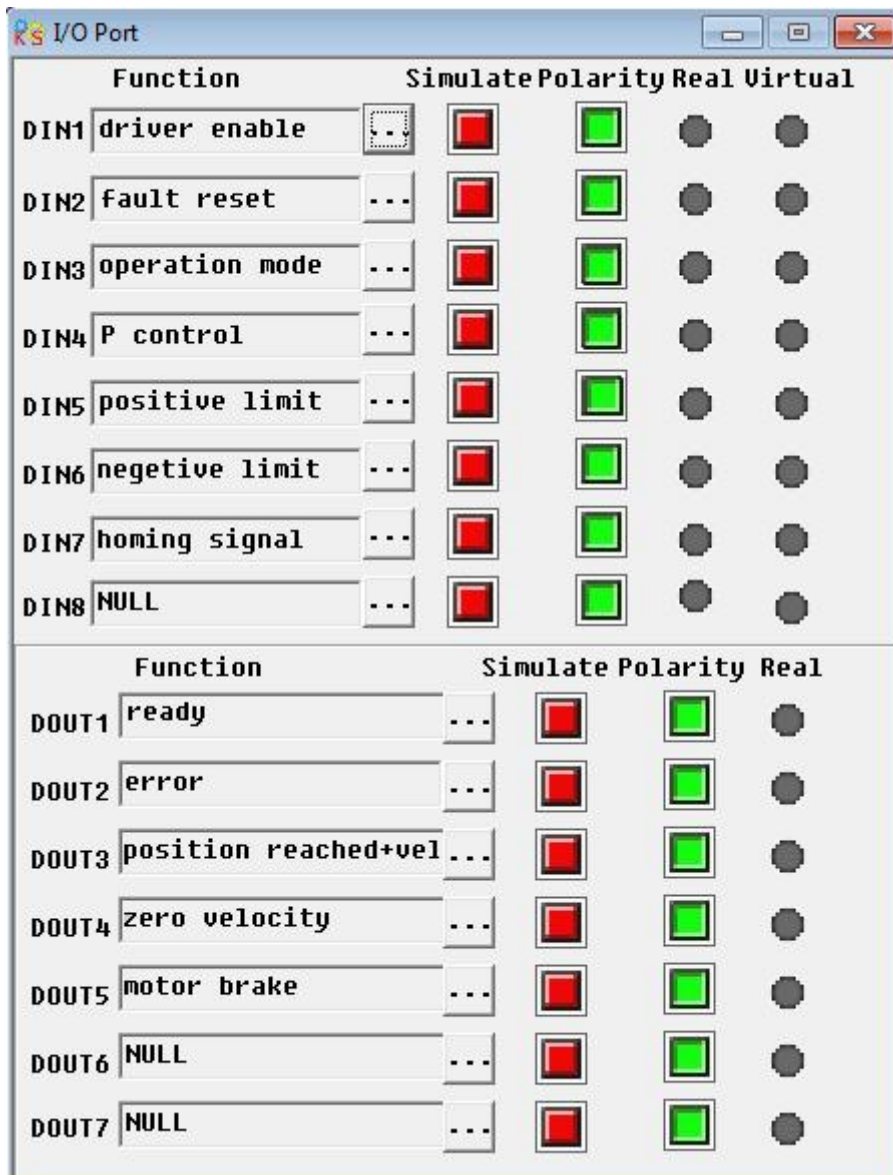 I/O Port
Function Simulate Polarity Real Virtual
DIN1 driver enable ...
DIN2 fault reset ...
DIN3 operation mode ...
DIN4 P control ...
DIN5 positive limit ...
DIN6 negetive limit ...
DIN7 homing signal ...
DIN8 NULL ...
Function Simulate Polarity Real
DOUT1 ready ...
DOUT2 error ...
DOUT3 position reached+vel ...
DOUT4 zero velocity ...
DOUT5 motor brake ...
DOUT6 NULL ...
DOUT7 NULL ...